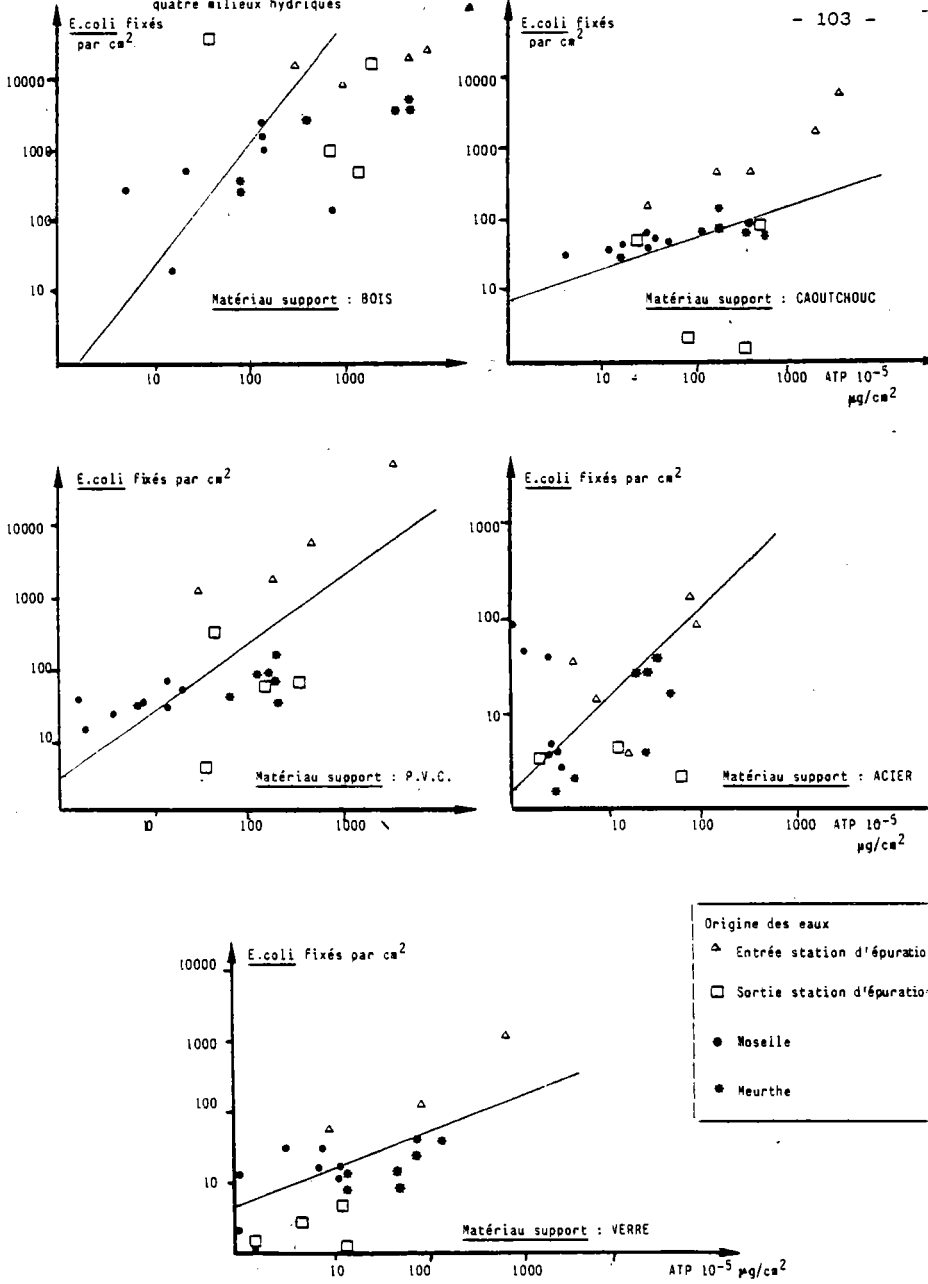 quatre milieux hydriques
- 103 -
E.coli fixés
par cm²
10000
1000
100
10
Matériau support : BOIS
10
100
1000
E.coli fixés
par cm²
10000
1000
100
10
Matériau support : CAOUTCHOUC
10
100
1000
ATP 10-5
µg/cm²
E.coli fixés par cm²
10000
1000
100
10
Matériau support : P.V.C.
10
100
1000
E.coli fixés par cm²
1000
100
10
Matériau support : ACIER
10
100
1000
ATP 10-5
µg/cm²
Origine des eaux
Entrée station d'épuratio
Sortie station d'épuratio
Moselle
Meurthe
E.coli fixés par cm²
10000
1000
100
10
Matériau support : VERRE
10
100
1000
ATP 10-5 µg/cm²